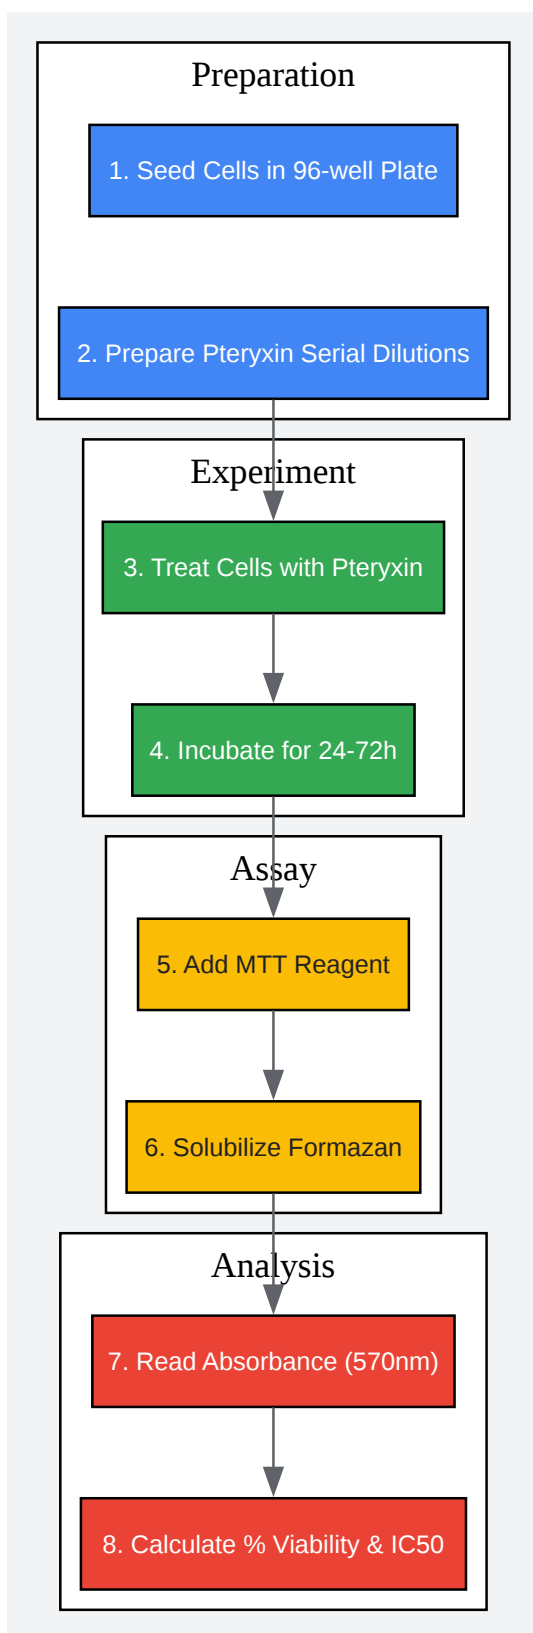 Preparation
1. Seed Cells in 96-well Plate
2. Prepare Pteryxin Serial Dilutions
Experiment
3. Treat Cells with Pteryxin
4. Incubate for 24-72h
Assay
5. Add MTT Reagent
6. Solubilize Formazan
Analysis
7. Read Absorbance (570nm)
8. Calculate % Viability & IC50